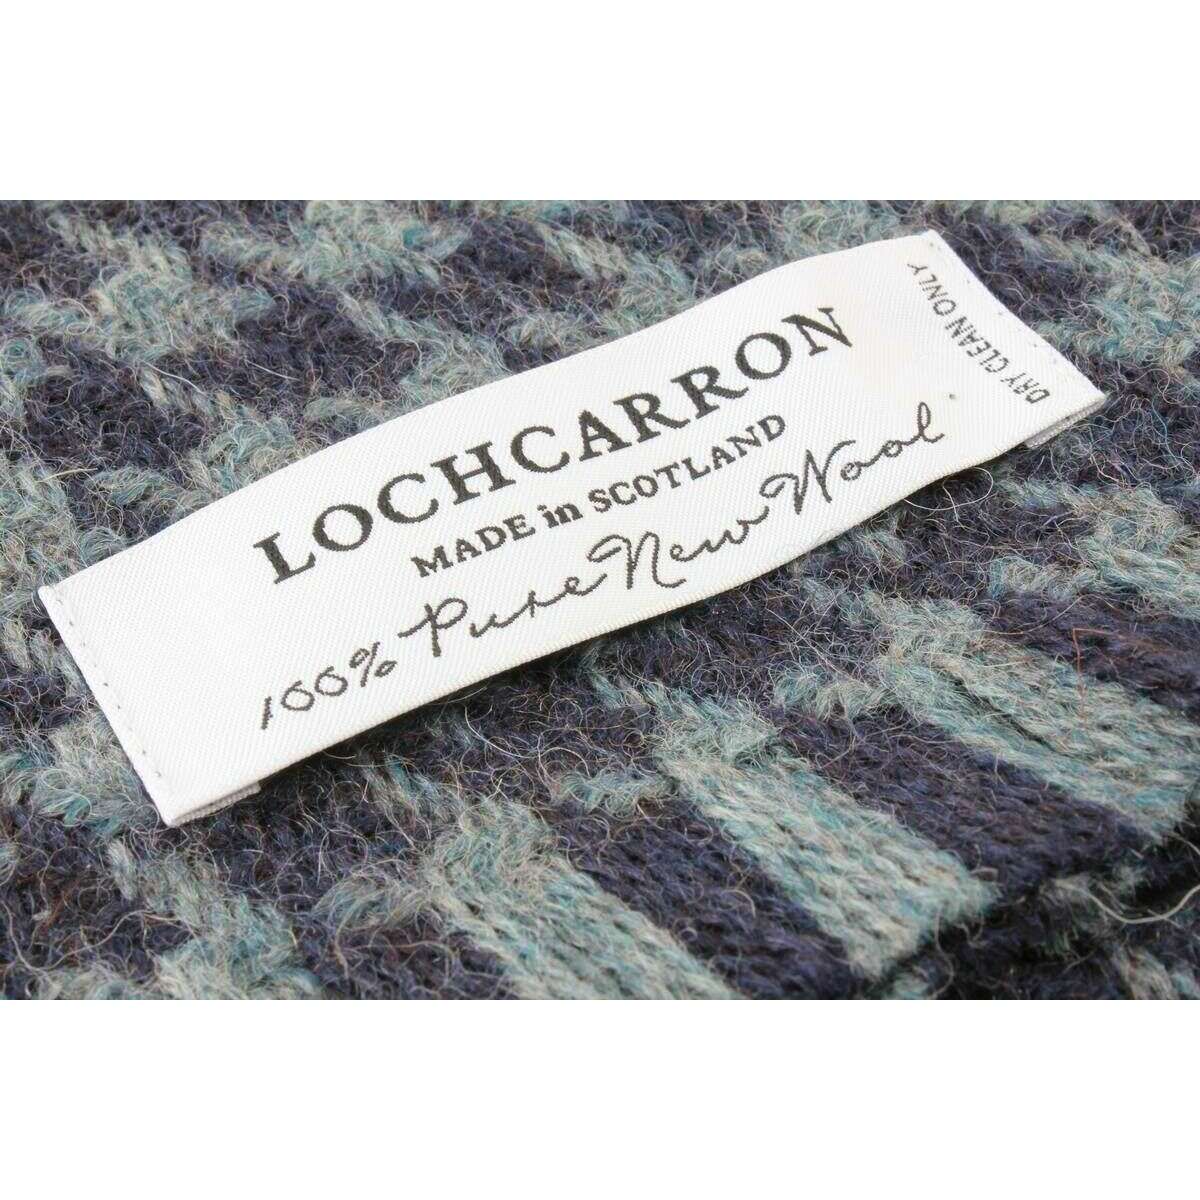 LOCHCARRON
MADE in SCOTLAND
100% Pure New Wool
DRY CLEAN ONLY